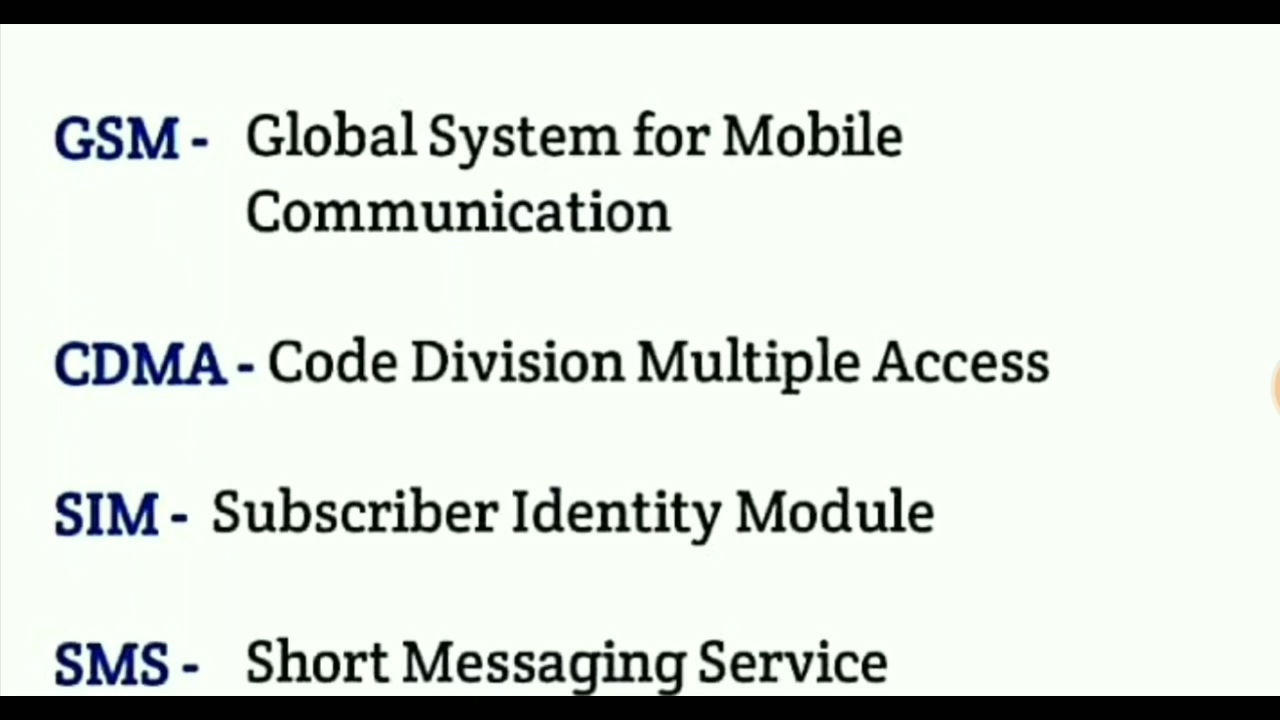 GSM - Global System for Mobile
Communication
CDMA - Code Division Multiple Access
SIM - Subscriber Identity Module
SMS - Short Messaging Service